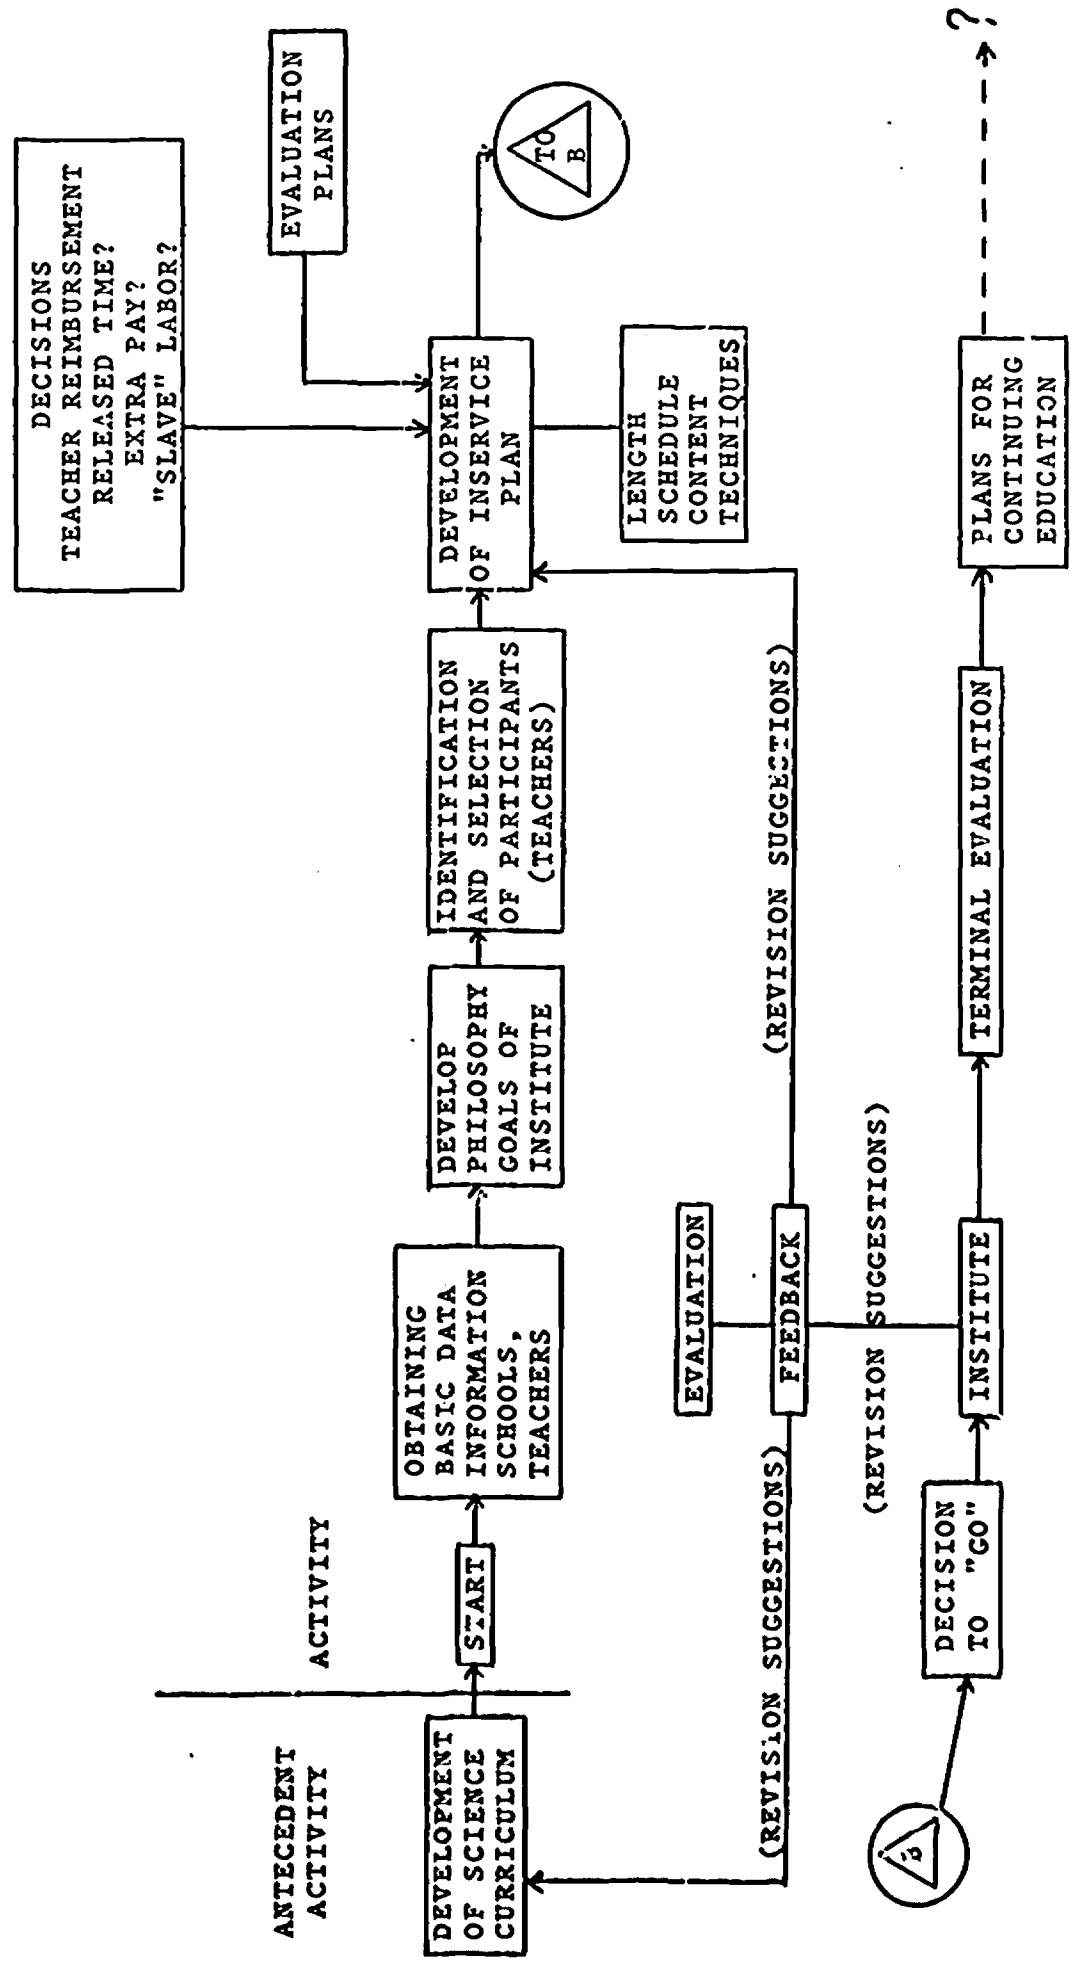 ANTECEDENT
ACTIVITY
ACTIVITY
DEVELOPMENT
OF SCIENCE
CURRICULUM
START
OBTAINING
BASIC DATA
INFORMATION
SCHOOLS,
TEACHERS
DEVELOP
PHILOSOPHY
GOALS OF
INSTITUTE
IDENTIFICATION
AND SELECTION
OF PARTICIPANTS
(TEACHERS)
DEVELOPMENT
OF INSERVICE
PLAN
DECISIONS
TEACHER REIMBURSEMENT
RELEASED TIME?
EXTRA PAY?
"SLAVE" LABOR?
EVALUATION
PLANS
TO
B
LENGTH
SCHEDULE
CONTENT
TECHNIQUES
EVALUATION
FEEDBACK
(REVISION SUGGESTIONS)
(REVISION SUGGESTIONS)
(REVISION SUGGESTIONS)
B
DECISION
TO "GO"
INSTITUTE
TERMINAL EVALUATION
PLANS FOR
CONTINUING
EDUCATION
?